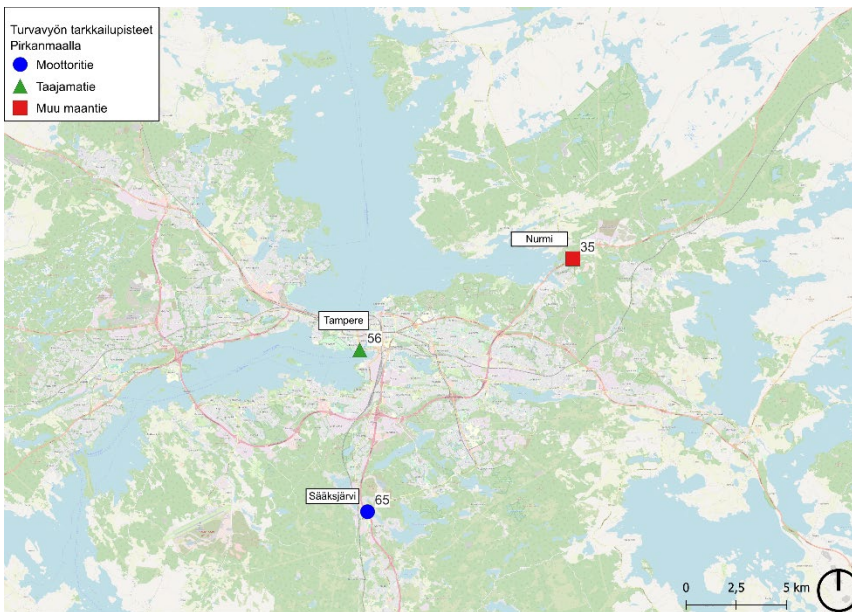 Turvavyön tarkkailupisteet
Pirkanmaalla
Moottoritie
Taajamatie
Muu maantie
Nurmi
35
Tampere
56
Sääksjärvi
65
0
2,5
5 km